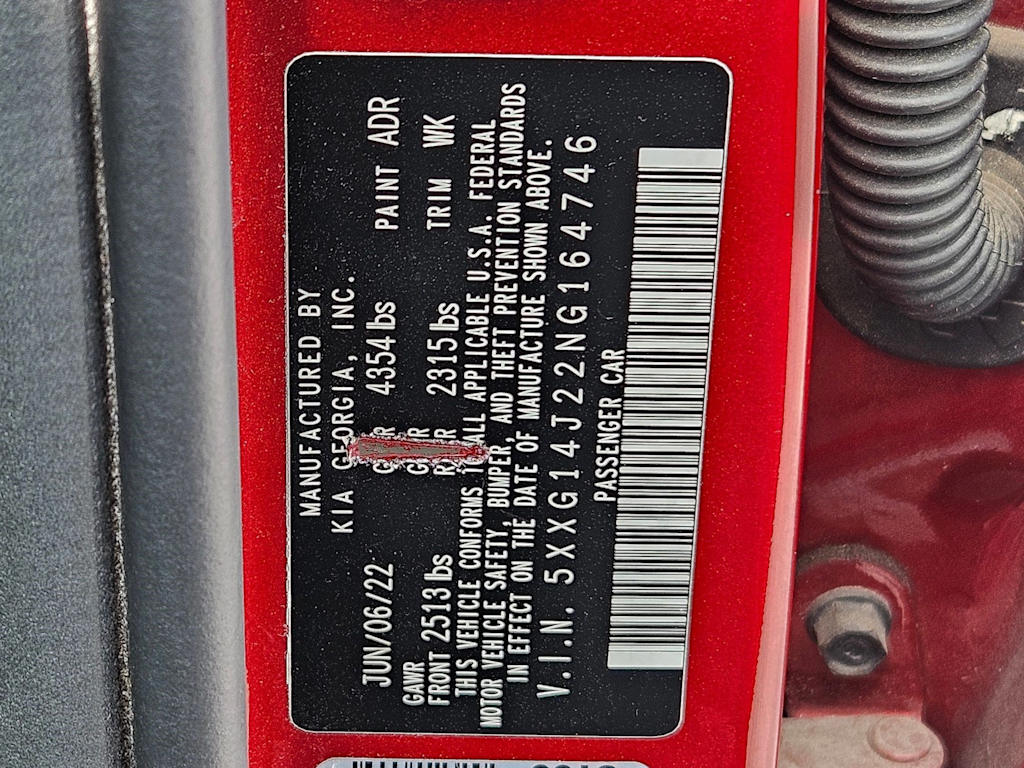 MANUFACTURED BY
KIA GEORGIA, INC.
JUN/06/22 4354 lbs PAINT ADR
GAWR
FRONT 2513 lbs 2315 lbs TRIM WK
THIS VEHICLE CONFORMS ALL APPLICABLE U.S.A. FEDERAL
MOTOR VEHICLE SAFETY, BUMPER, AND THEFT PREVENTION STANDARDS
IN EFFECT ON THE DATE OF MANUFACTURE SHOWN ABOVE.
V.I.N. 5XXG14J22NG164746
PASSENGER CAR